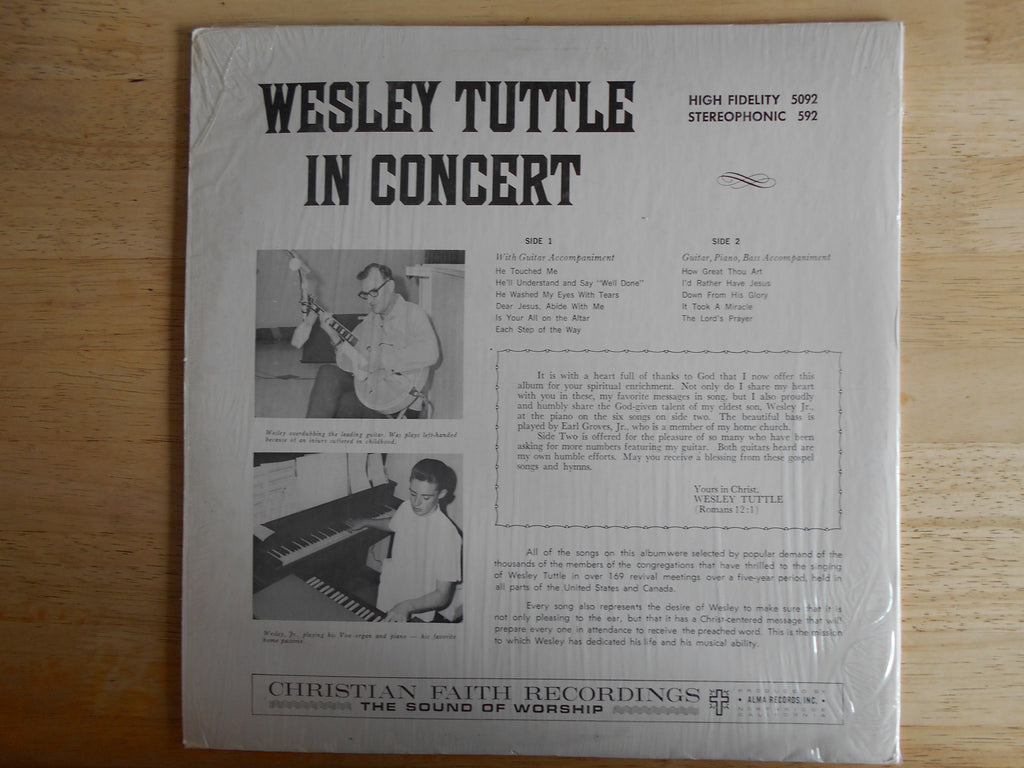 WESLEY TUTTLE
IN CONCERT
HIGH FIDELITY 5092
STEREOPHONIC 592
SIDE 1
With Guitar Accompaniment
He Touched Me
He'll Understand and Say "Well Done"
He Washed My Eyes With Tears
Dear Jesus, Abide With Me
Is Your All on the Altar
Each Step of the Way
SIDE 2
Guitar, Piano, Bass Accompaniment
How Great Thou Art
I'd Rather Have Jesus
Down From His Glory
It Took A Miracle
The Lord's Prayer
Wesley overdubbing the leading guitar. Wes plays left-handed
because of an injury suffered in childhood.
It is with a heart full of thanks to God that I now offer this
album for your spiritual enrichment. Not only do I share my heart
with you in these, my favorite messages in song, but I also proudly
and humbly share the God-given talent of my eldest son, Wesley Jr.,
at the piano on the six songs on side two. The beautiful bass is
played by Earl Groves, Jr., who is a member of my home church.
Side Two is offered for the pleasure of so many who have been
asking for more numbers featuring my guitar. Both guitars heard are
my own humble efforts. May you receive a blessing from these gospel
songs and hymns.
Yours in Christ,
WESLEY TUTTLE
(Romans 12:1)
Wesley, Jr., playing his Vox organ and piano — his favorite
home pastime.
All of the songs on this album were selected by popular demand of the
thousands of the members of the congregations that have thrilled to the singing
of Wesley Tuttle in over 169 revival meetings over a five-year period, held in
all parts of the United States and Canada.
Every song also represents the desire of Wesley to make sure that it is
not only pleasing to the ear, but that it has a Christ-centered message that will
prepare every one in attendance to receive the preached word. This is the mission
to which Wesley has dedicated his life and his musical ability.
CHRISTIAN FAITH RECORDINGS
THE SOUND OF WORSHIP
PRODUCED BY
• ALMA RECORDS, INC. •
CALIFORNIA